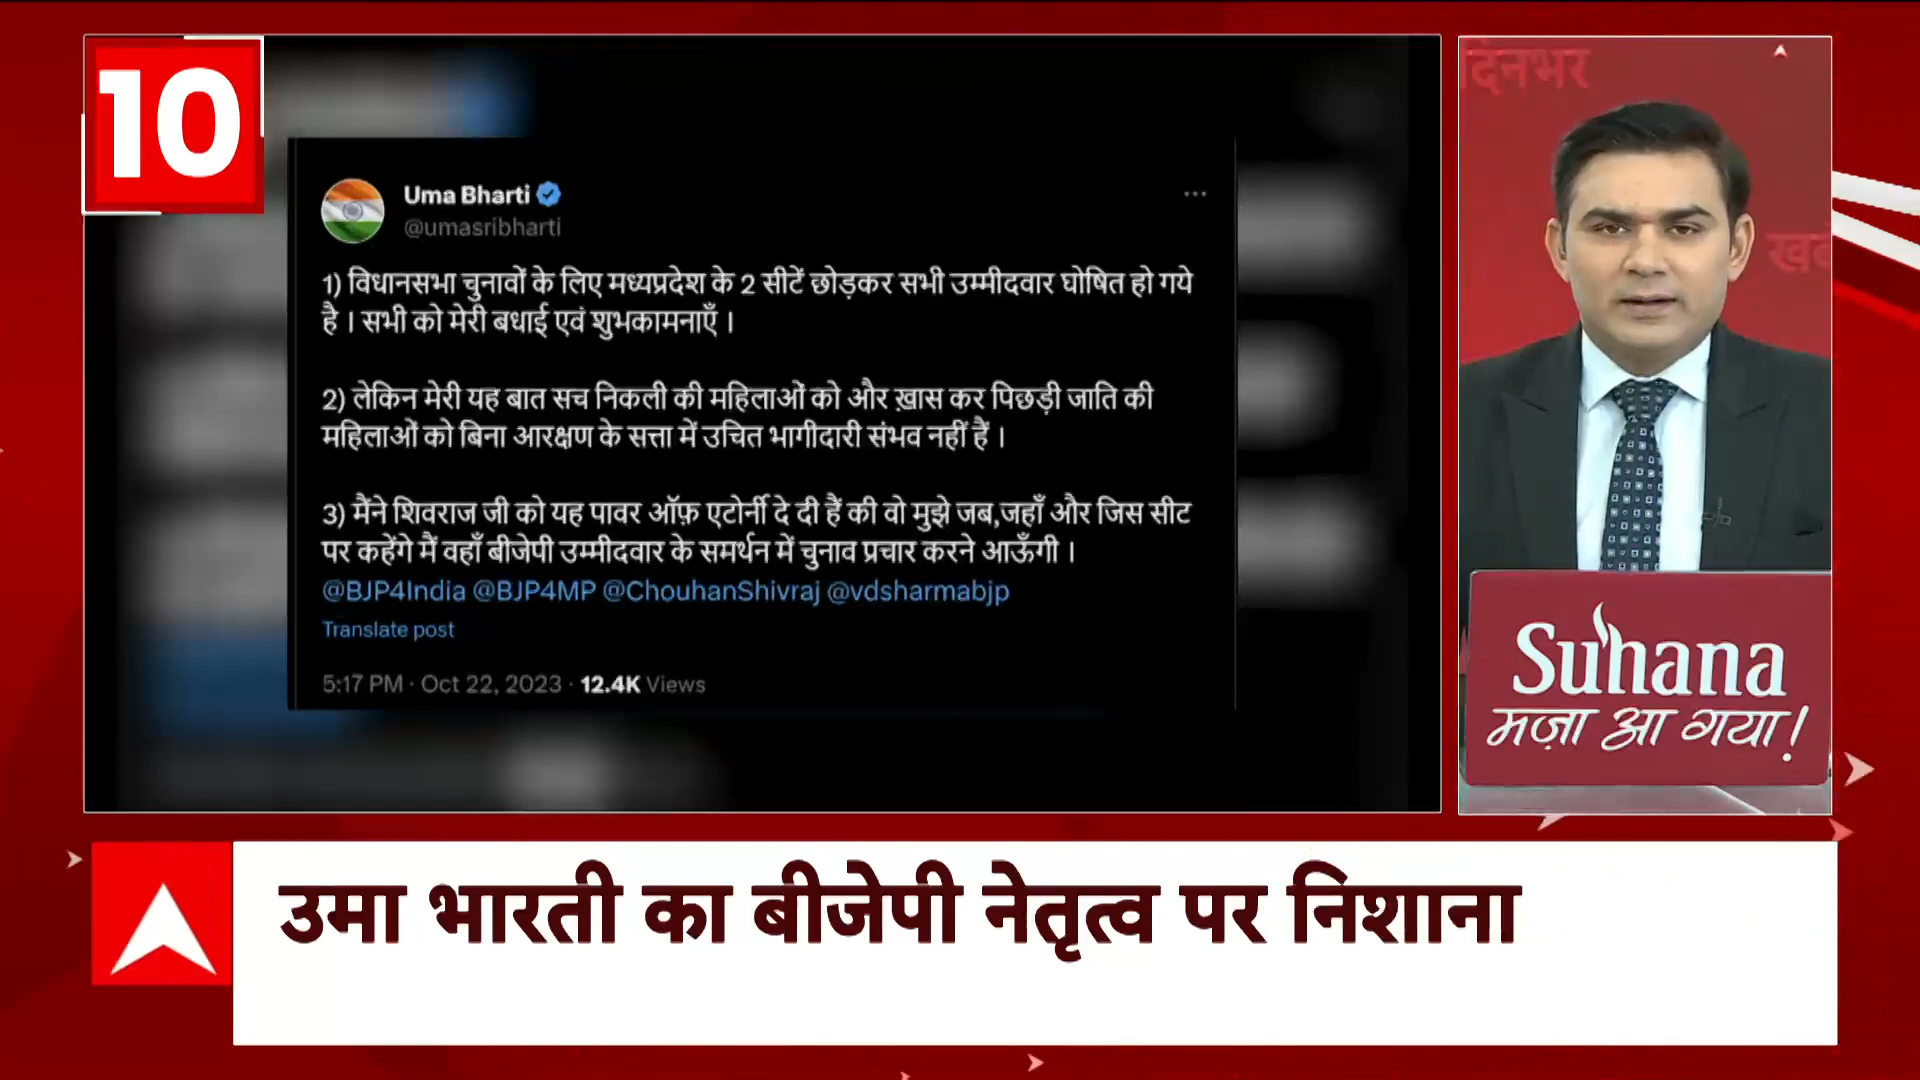 10
Uma Bharti
@umasribharti
1) विधानसभा चुनावों के लिए मध्यप्रदेश के 2 सीटें छोड़कर सभी उम्मीदवार घोषित हो गये
है । सभी को मेरी बधाई एवं शुभकामनाएँ ।
2) लेकिन मेरी यह बात सच निकली की महिलाओं को और ख़ास कर पिछड़ी जाति की
महिलाओं को बिना आरक्षण के सत्ता में उचित भागीदारी संभव नहीं हैं ।
3) मैंने शिवराज जी को यह पावर ऑफ़ एटोर्नी दे दी हैं की वो मुझे जब,जहाँ और जिस सीट
पर कहेंगे मैं वहाँ बीजेपी उम्मीदवार के समर्थन में चुनाव प्रचार करने आऊँगी ।
@BJP4India @BJP4MP @ChouhanShivraj @vdsharmabjp
Translate post
5:17 PM · Oct 22, 2023 · 12.4K Views
दिनभर
Suhana
मज़ा आ गया!
उमा भारती का बीजेपी नेतृत्व पर निशाना